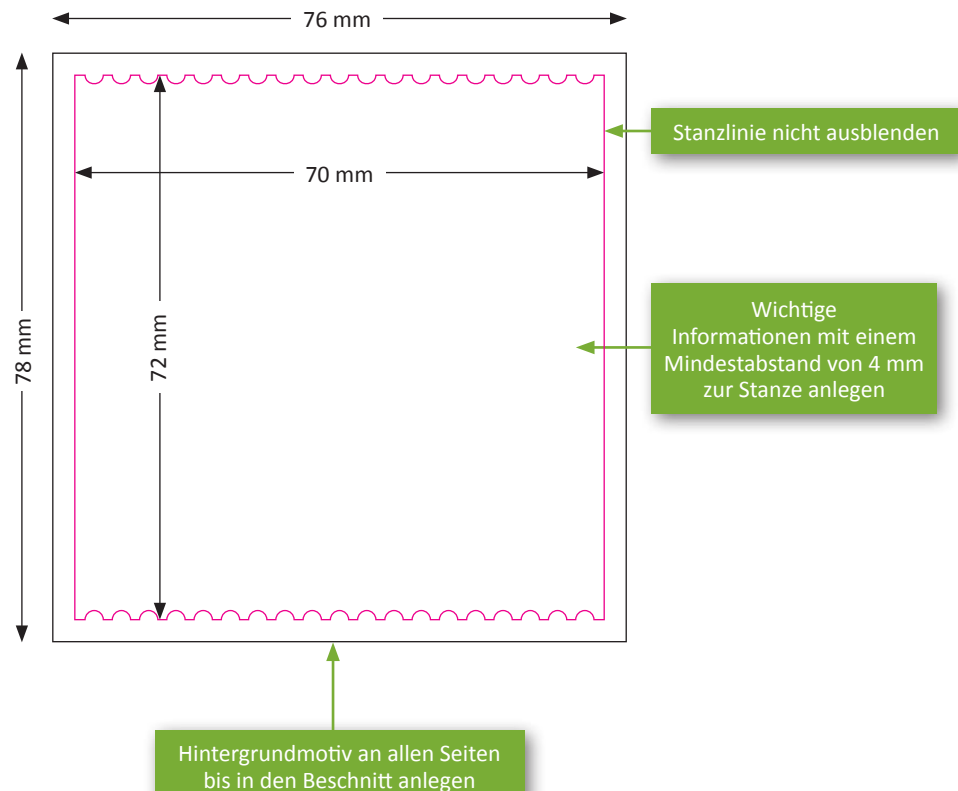 76 mm
Stanzlinie nicht ausblenden
70 mm
78 mm
72 mm
Wichtige
Informationen mit einem
Mindestabstand von 4 mm
zur Stanze anlegen
Hintergrundmotiv an allen Seiten
bis in den Beschnitt anlegen